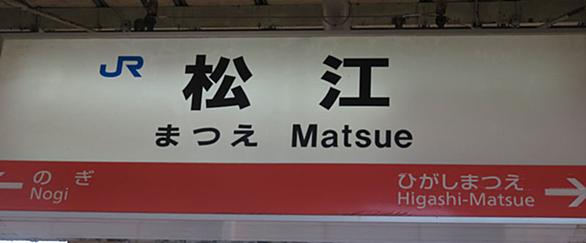 JR 松江
まつえ Matsue
← のぎ
Nogi
ひがしまつえ →
Higashi-Matsue